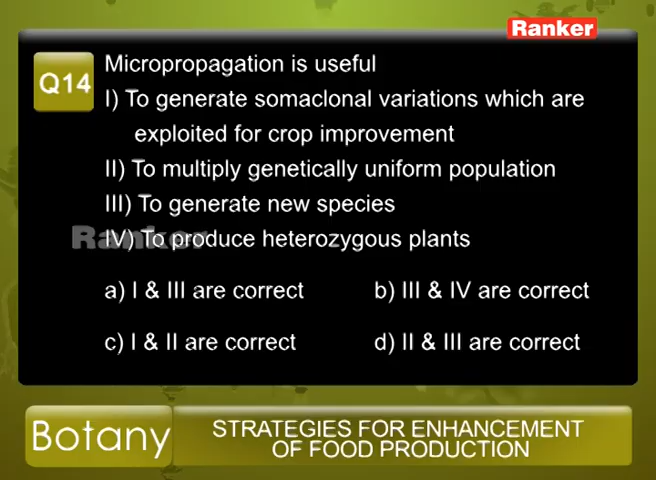 Ranker
Q14
Micropropagation is useful
I) To generate somaclonal variations which are
exploited for crop improvement
II) To multiply genetically uniform population
III) To generate new species
Ranker
IV) To produce heterozygous plants
a) I & III are correct
b) III & IV are correct
c) I & II are correct
d) II & III are correct
Botany
STRATEGIES FOR ENHANCEMENT
OF FOOD PRODUCTION